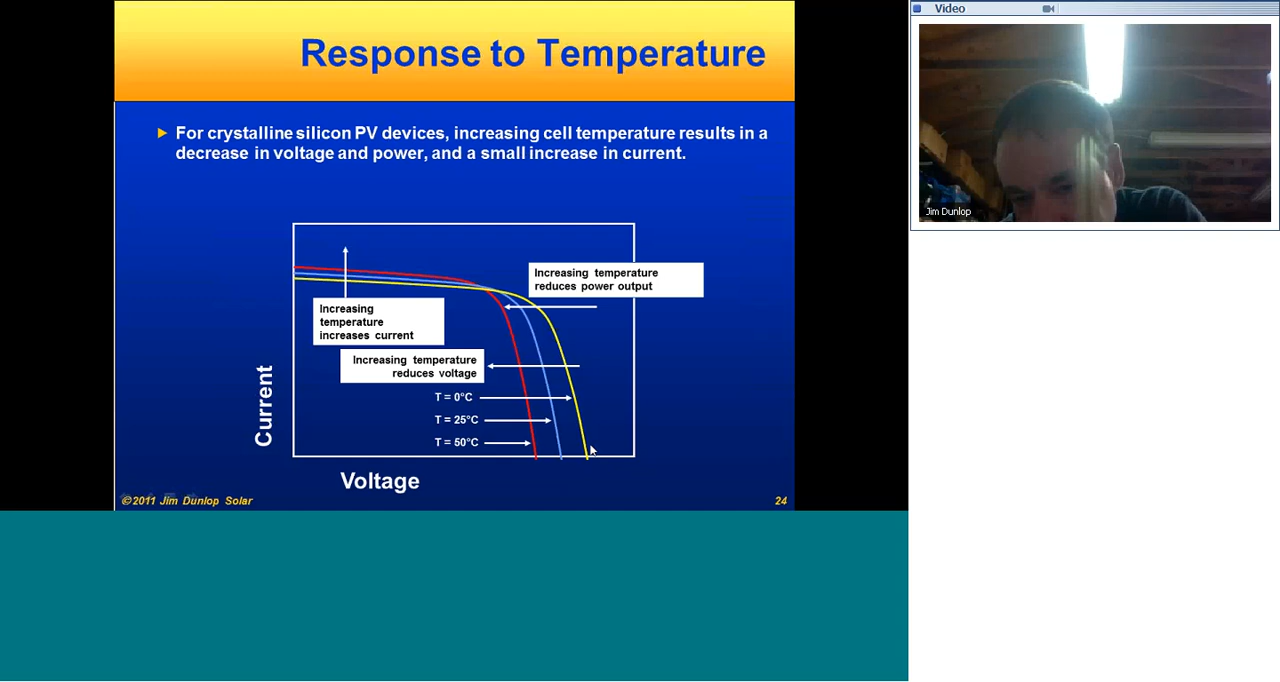 Response to Temperature
For crystalline silicon PV devices, increasing cell temperature results in a
decrease in voltage and power, and a small increase in current.
Increasing temperature
reduces power output
Increasing
temperature
increases current
Increasing temperature
reduces voltage
T = 0°C
T = 25°C
T = 50°C
Current
Voltage
©2011 Jim Dunlop Solar
24
Video
Jim Dunlop